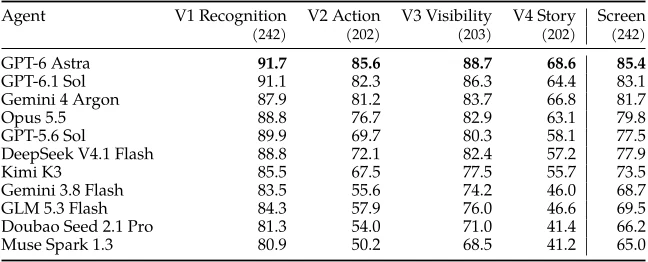 Agent V1 Recognition V2 Action V3 Visibility V4 Story Screen
(242) (202) (203) (202) (242)
GPT-6 Astra 91.7 85.6 88.7 68.6 85.4
GPT-6.1 Sol 91.1 82.3 86.3 64.4 83.1
Gemini 4 Argon 87.9 81.2 83.7 66.8 81.7
Opus 5.5 88.8 76.7 82.9 63.1 79.8
GPT-5.6 Sol 89.9 69.7 80.3 58.1 77.5
DeepSeek V4.1 Flash 88.8 72.1 82.4 57.2 77.9
Kimi K3 85.5 67.5 77.5 55.7 73.5
Gemini 3.8 Flash 83.5 55.6 74.2 46.0 68.7
GLM 5.3 Flash 84.3 57.9 76.0 46.6 69.5
Doubao Seed 2.1 Pro 81.3 54.0 71.0 41.4 66.2
Muse Spark 1.3 80.9 50.2 68.5 41.2 65.0